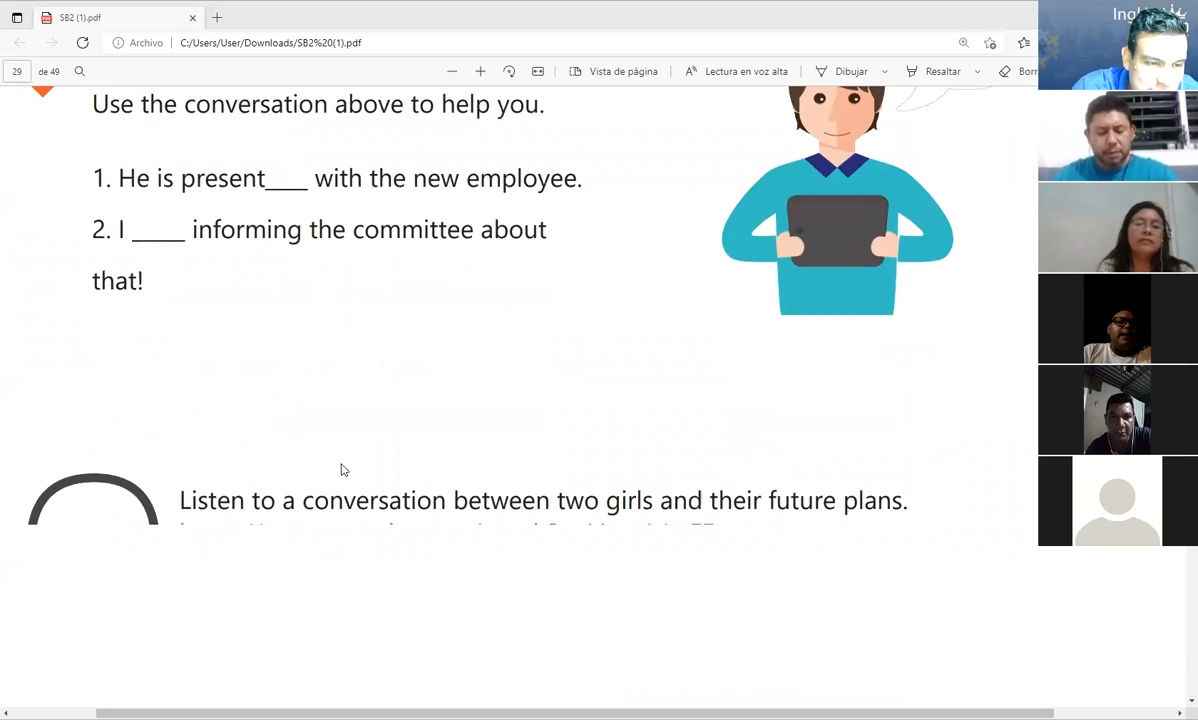 SB2 (1).pdf
Archivo
C:/Users/User/Downloads/SB2%20(1).pdf
29
de 49
Vista de página
Lectura en voz alta
Dibujar
Resaltar
Use the conversation above to help you.
1. He is present____ with the new employee.
2. I _____ informing the committee about
that!
Listen to a conversation between two girls and their future plans.